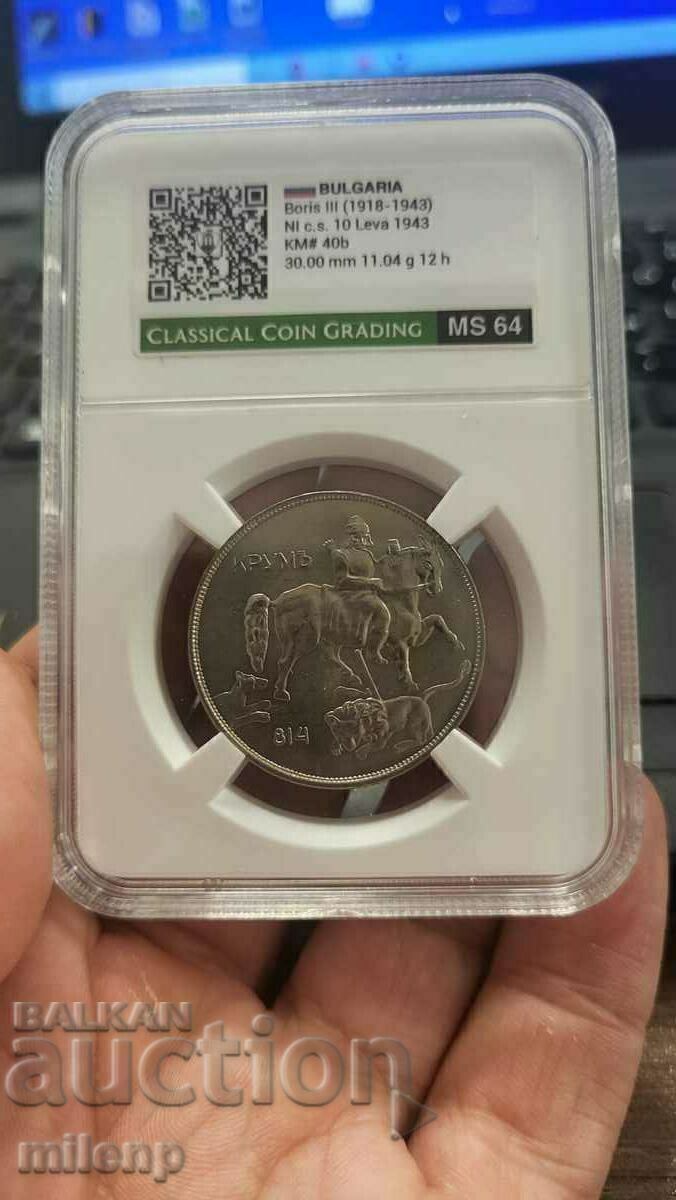 BULGARIA
Boris III (1918-1943)
NI c.s. 10 Leva 1943
KM# 40b
30.00 mm 11.04 g 12 h
CLASSICAL COIN GRADING MS 64
КРУМЪ
814
BALKAN
auction
milenp